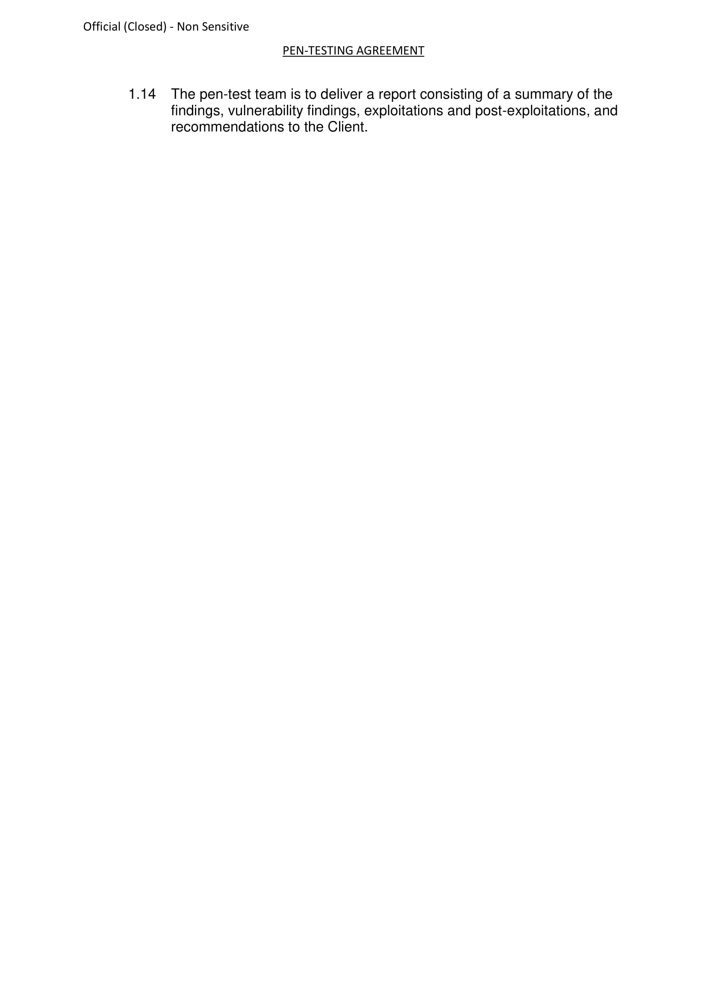 Official (Closed) - Non Sensitive
PEN-TESTING AGREEMENT
1.14 The pen-test team is to deliver a report consisting of a summary of the
findings, vulnerability findings, exploitations and post-exploitations, and
recommendations to the Client.